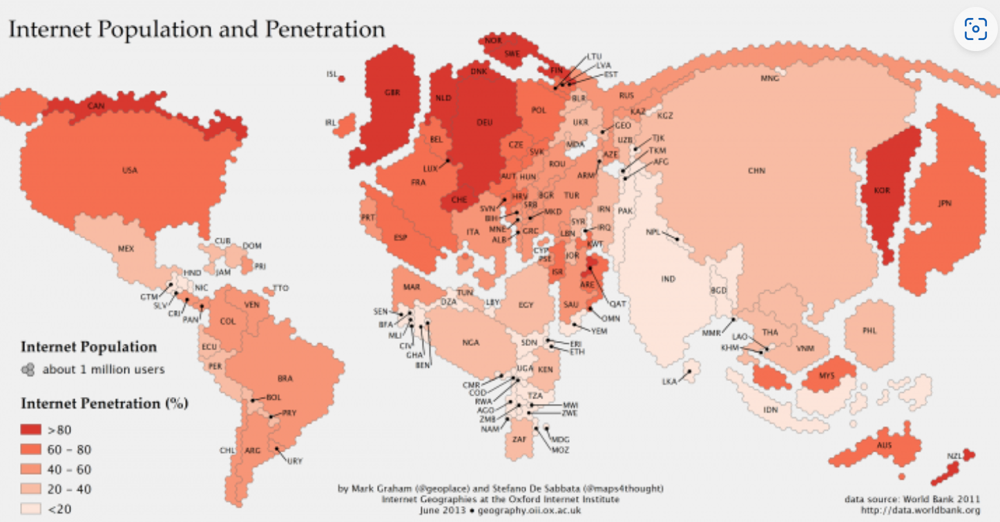 Internet Population and Penetration
NOR
SWE
ISL
GBR
DNK
FIN
LTU
LVA
EST
CAN
NLD
DEU
POL
BLR
RUS
MNG
IRL
BEL
UKR
KAZ
KGZ
GEO
CZE
SVK
MDA
UZB
TJK
TKM
AFG
AZE
USA
LUX
FRA
AUT
HUN
ROU
ARM
CHN
KOR
JPN
CHE
HRV
SRB
BGR
TUR
IRN
PAK
PRT
SVN
BIH
MKD
ESP
ITA
MNE
ALB
GRC
SYR
LBN
IRQ
NPL
MEX
CUB
DOM
PRI
JAM
CYP
PSE
KWT
JOR
ISR
ARE
IND
BGD
HND
NIC
GTM
SLV
CRI
PAN
TTO
MAR
TUN
DZA
LBY
EGY
SAU
QAT
OMN
YEM
VEN
COL
SEN
BFA
MLI
CIV
GHA
BEN
NGA
SDN
ERI
ETH
MMR
LAO
KHM
THA
VNM
PHL
ECU
PER
BRA
UGA
KEN
LKA
MYS
IDN
CMR
COD
RWA
AGO
ZMB
NAM
TZA
MWI
ZWE
BOL
PRY
CHL
ARG
URY
ZAF
MDG
MOZ
AUS
NZL
Internet Population
about 1 million users
Internet Penetration (%)
>80
60 – 80
40 – 60
20 – 40
<20
by Mark Graham (@geoplace) and Stefano De Sabbata (@maps4thought)
Internet Geographies at the Oxford Internet Institute
June 2013 • geography.oii.ox.ac.uk
data source: World Bank 2011
http://data.worldbank.org